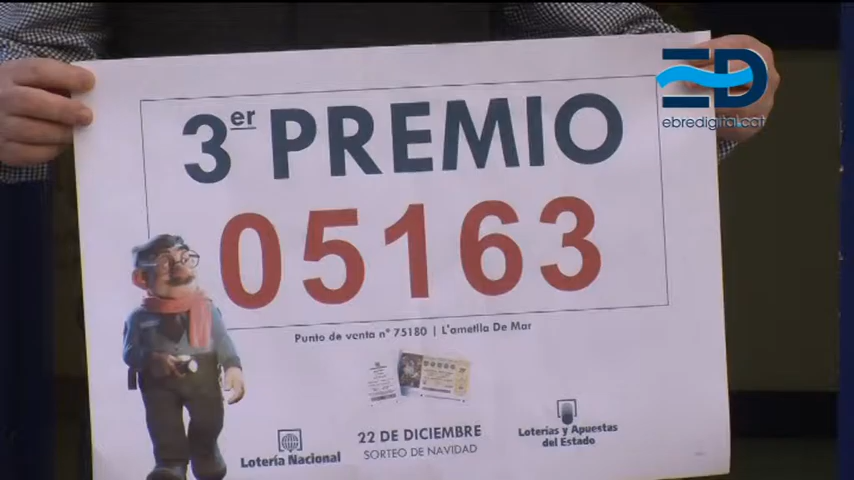 ED
ebredigital.cat
3er PREMIO
05163
Punto de venta nº 75180 | L'ametlla De Mar
22 DE DICIEMBRE
SORTEO DE NAVIDAD
Lotería Nacional
Loterías y Apuestas
del Estado